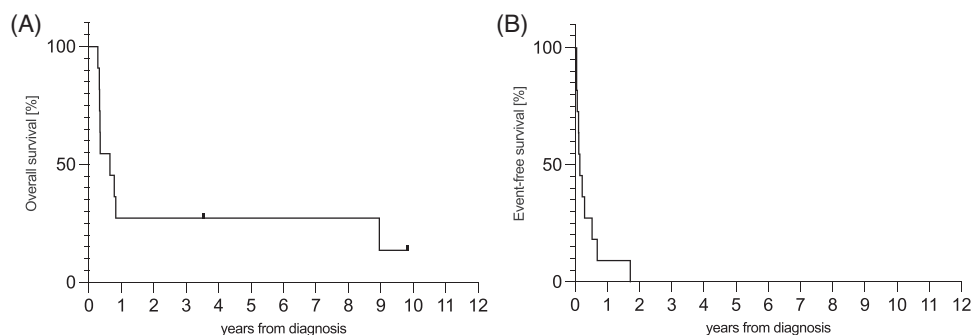 (A)
100
50
0
Overall survival [%]
0 1 2 3 4 5 6 7 8 9 10 11 12
years from diagnosis
(B)
100
50
0
Event-free survival [%]
0 1 2 3 4 5 6 7 8 9 10 11 12
years from diagnosis